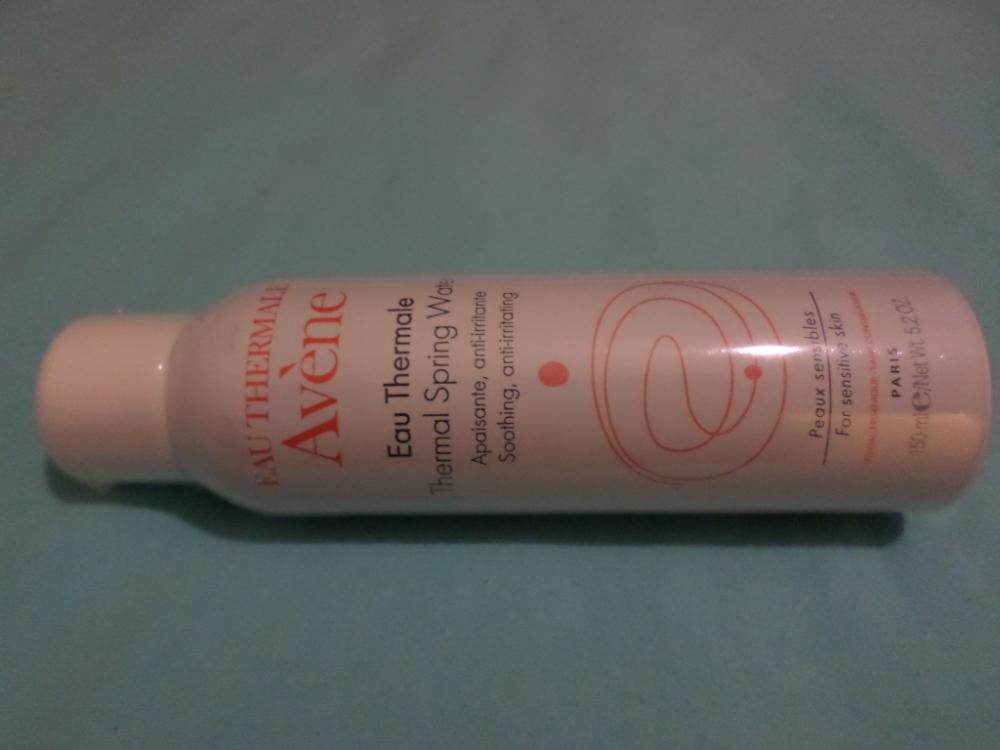 EAU THERMALE
Avène
Eau Thermale
Thermal Spring Wate
Apaisante, anti-irritante
Soothing, anti-irritating
Peaux sensibles
For sensitive skin
PARIS
150 ml e/Net Wt 5.2 OZ